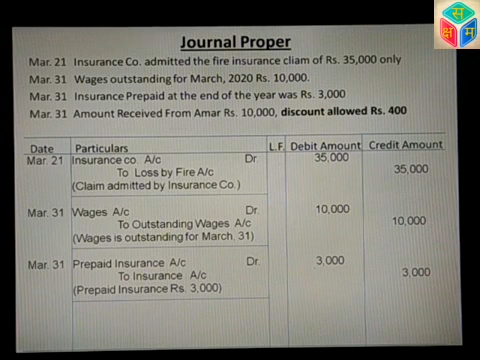 स
क्ष म
Journal Proper
Mar. 21 Insurance Co. admitted the fire insurance cliam of Rs. 35,000 only
Mar. 31 Wages outstanding for March, 2020 Rs. 10,000.
Mar. 31 Insurance Prepaid at the end of the year was Rs. 3,000
Mar. 31 Amount Received From Amar Rs. 10,000, discount allowed Rs. 400
Date Particulars L.F. Debit Amount Credit Amount
Mar. 21 Insurance co. A/c Dr 35,000
To Loss by Fire A/c 35,000
(Claim admitted by Insurance Co.)
Mar. 31 Wages A/c Dr. 10,000
To Outstanding Wages A/c 10,000
(Wages is outstanding for March. 31)
Mar. 31 Prepaid Insurance A/c Dr. 3,000
To Insurance A/c 3,000
(Prepaid Insurance Rs. 3,000)